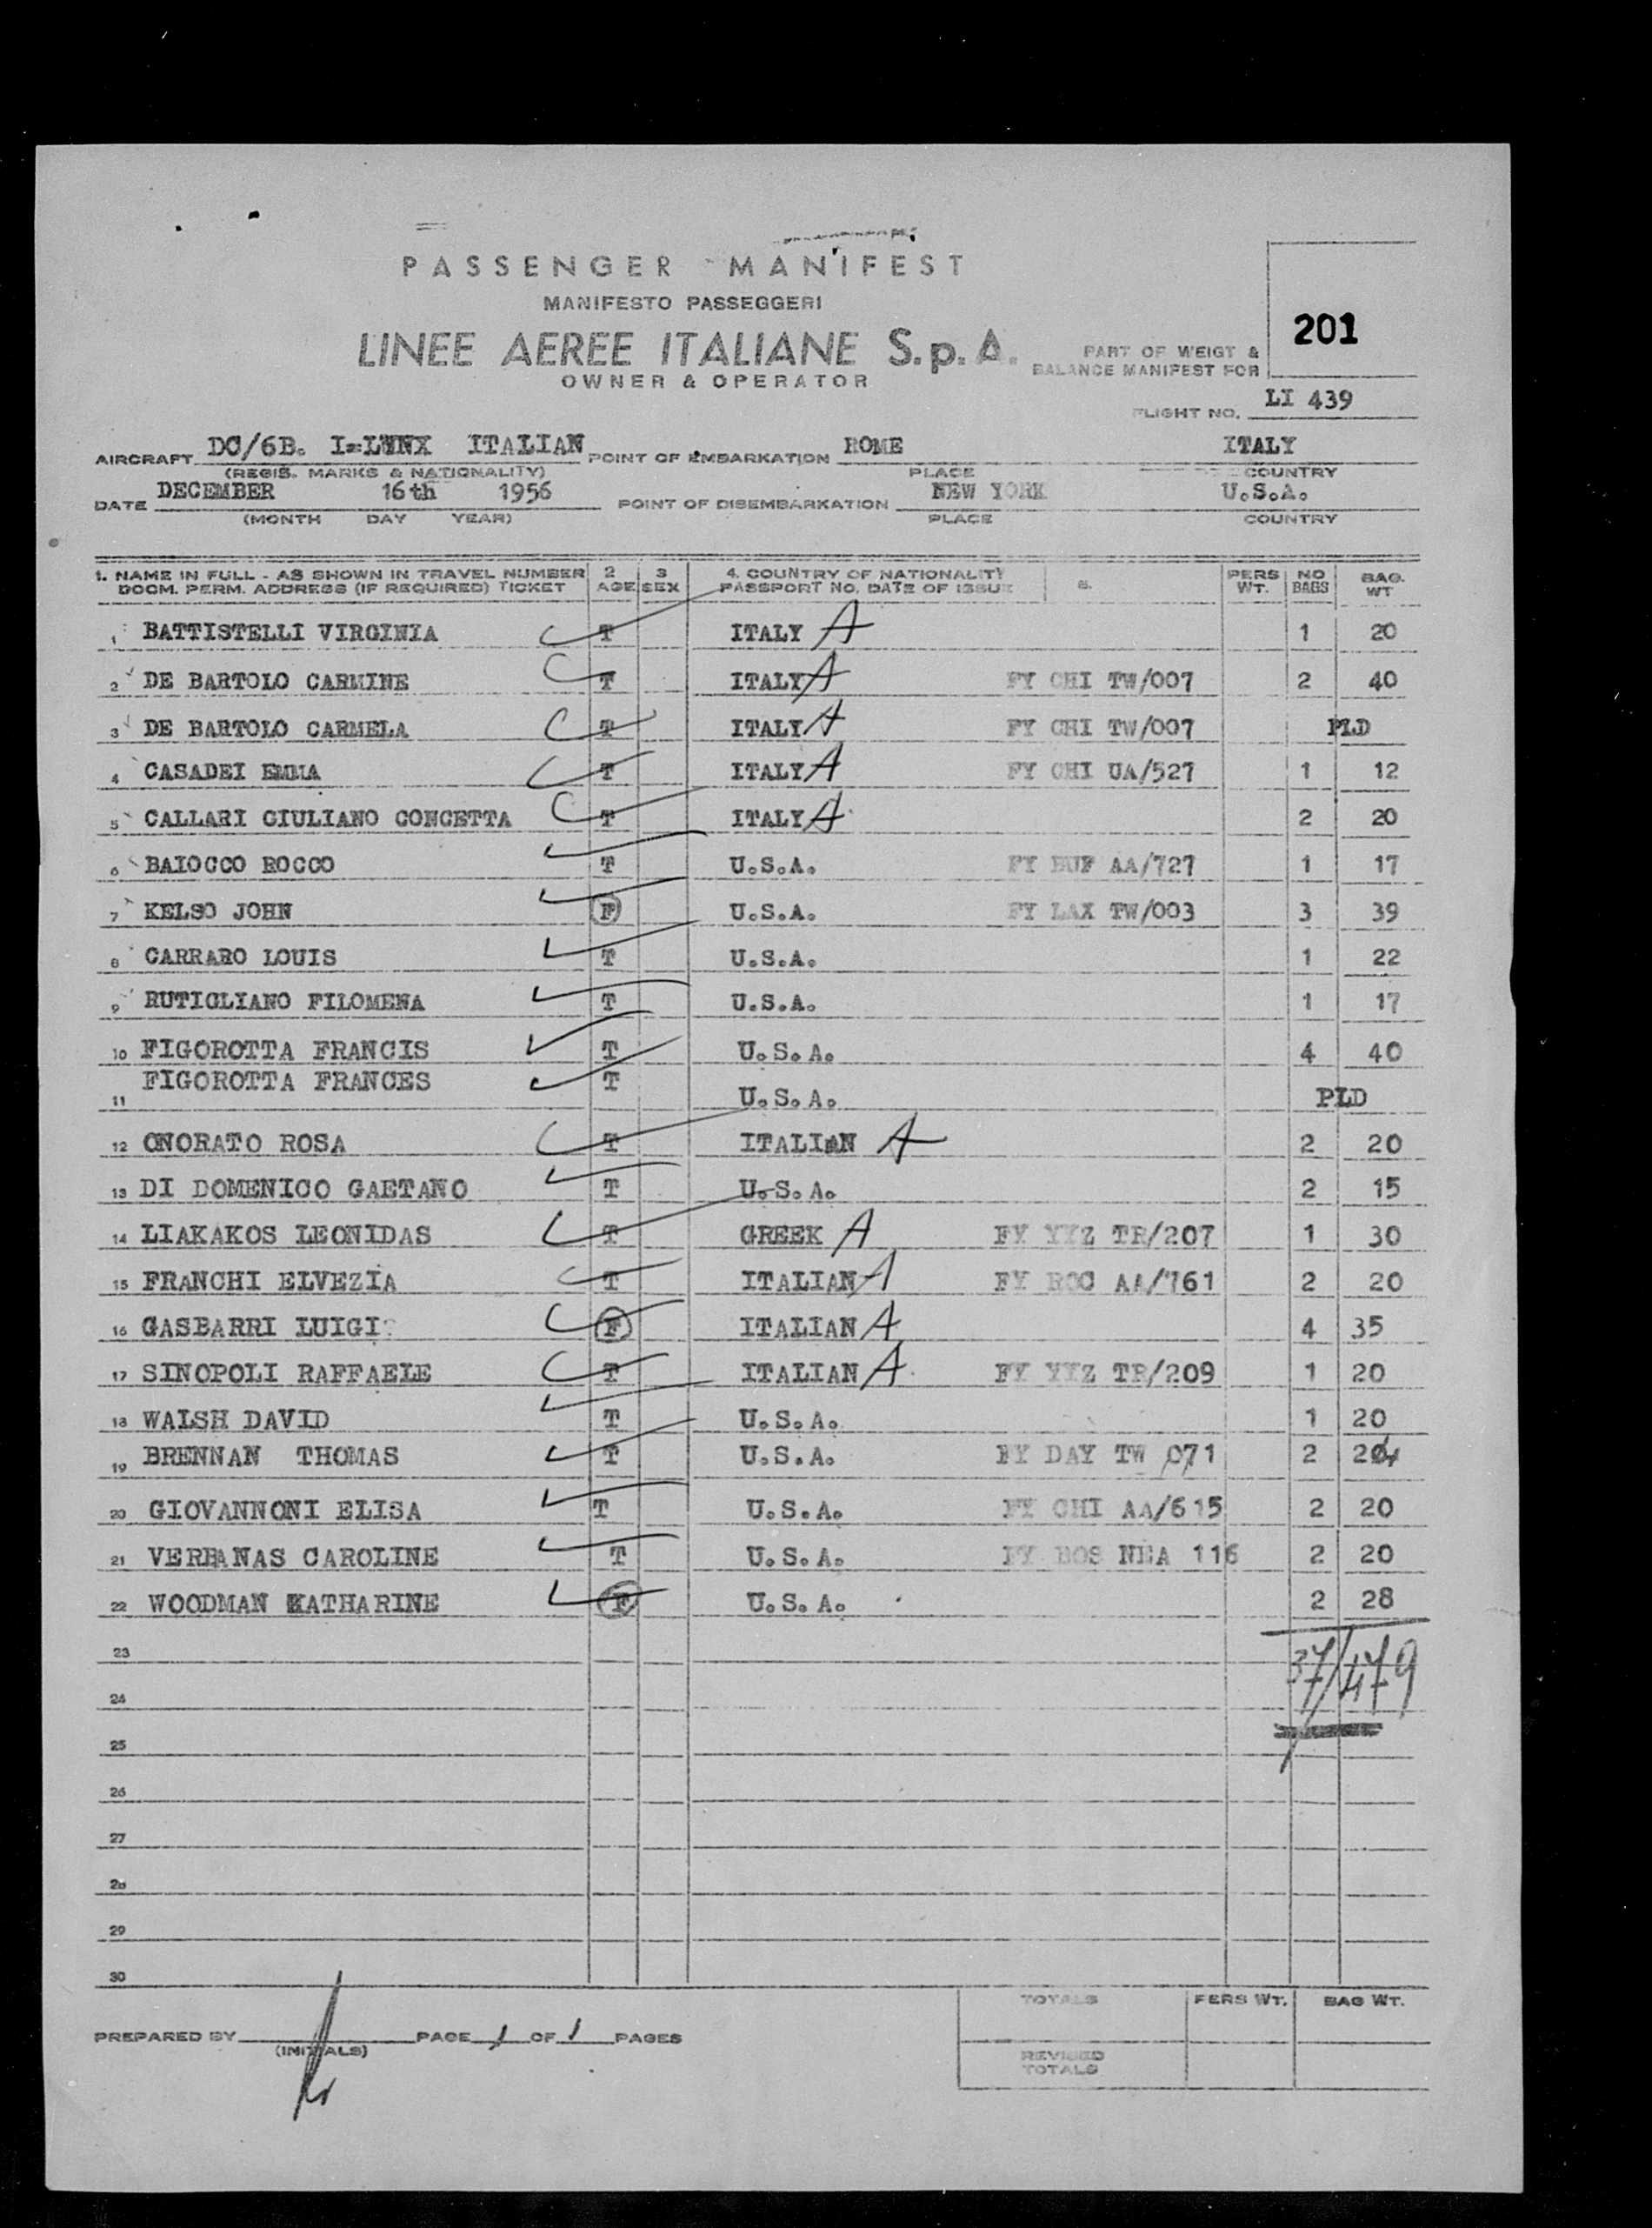 PASSENGER MANIFEST
MANIFESTO PASSEGGERI
LINEE AEREE ITALIANE S.p.A.
OWNER & OPERATOR
PART OF WEIGT &
BALANCE MANIFEST FOR
201
FLIGHT NO. LI 439
AIRCRAFT DC/6B. I=LYNX ITALIAN POINT OF EMBARKATION ROME ITALY
(REGIS. MARKS & NATIONALITY) PLACE COUNTRY
DATE DECEMBER 16th 1956 POINT OF DISEMBARKATION NEW YORK U.S.A.
(MONTH DAY YEAR) PLACE COUNTRY
1. NAME IN FULL - AS SHOWN IN TRAVEL NUMBER 2 3 4. COUNTRY OF NATIONALITY PERS NO BAG.
DOCM. PERM. ADDRESS (IF REQUIRED) TICKET AGE SEX PASSPORT NO. DATE OF ISSUE WT. BAGS WT
1 BATTISTELLI VIRGINIA T ITALY A 1 20
2 DE BARTOLO CARMINE T ITALY A FY CHI TW/007 2 40
3 DE BARTOLO CARMELA T ITALY A FY CHI TW/007 PLD
4 CASADEI EMMA T ITALY A FY CHI UA/527 1 12
5 CALLARI GIULIANO CONCETTA T ITALY A 2 20
6 BAIOCCO ROCCO T U.S.A. FY BUF AA/727 1 17
7 KELSO JOHN F U.S.A. FY LAX TW/003 3 39
8 CARRARO LOUIS T U.S.A. 1 22
9 RUTIGLIANO FILOMENA T U.S.A. 1 17
10 FIGOROTTA FRANCIS T U.S.A. 4 40
11 FIGOROTTA FRANCES T U.S.A. PLD
12 ONORATO ROSA T ITALIAN A 2 20
13 DI DOMENICO GAETANO T U.S.A. 2 15
14 LIAKAKOS LEONIDAS T GREEK A FY YYZ TR/207 1 30
15 FRANCHI ELVEZIA T ITALIAN A FY ROC AA/761 2 20
16 GASBARRI LUIGI F ITALIAN A 4 35
17 SINOPOLI RAFFAELE T ITALIAN A FY YYZ TR/209 1 20
18 WALSH DAVID T U.S.A. 1 20
19 BRENNAN THOMAS T U.S.A. FY DAY TW 071 2 24
20 GIOVANNONI ELISA T U.S.A. FY CHI AA/615 2 20
21 VERBANAS CAROLINE T U.S.A. FY BOS NEA 116 2 20
22 WOODMAN KATHARINE F U.S.A. 2 28
23 37/479
24
25
26
27
28
29
30
TOTALS PERS WT. BAG WT.
PREPARED BY PAGE 1 OF 1 PAGES
(INITIALS)
REVISED
TOTALS